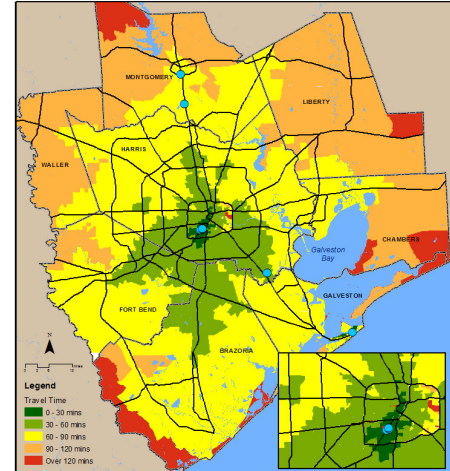 MONTGOMERY
LIBERTY
HARRIS
WALLER
Galveston
Bay
CHAMBERS
GALVESTON
FORT BEND
N
BRAZORIA
Legend
Travel Time
0 - 30 mins
30 - 60 mins
60 - 90 mins
90 - 120 mins
Over 120 mins